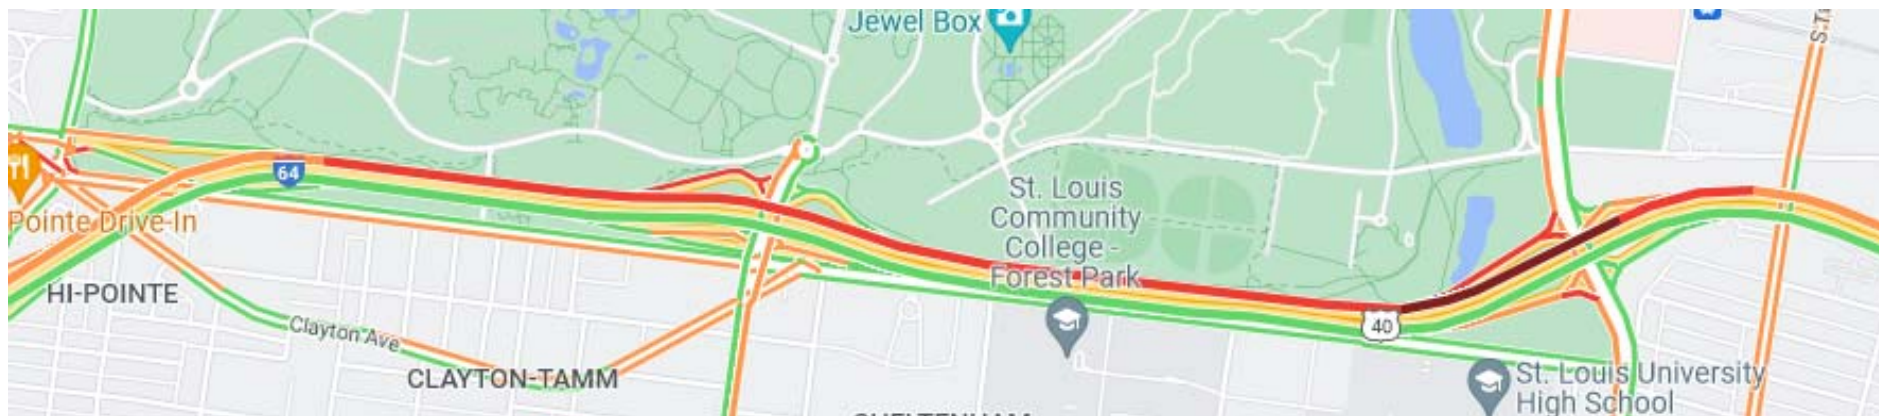 Jewel Box
S Ta
64
Pointe Drive-In
HI-POINTE
Clayton Ave
CLAYTON-TAMM
St. Louis
Community
College -
Forest Park
40
St. Louis University
High School